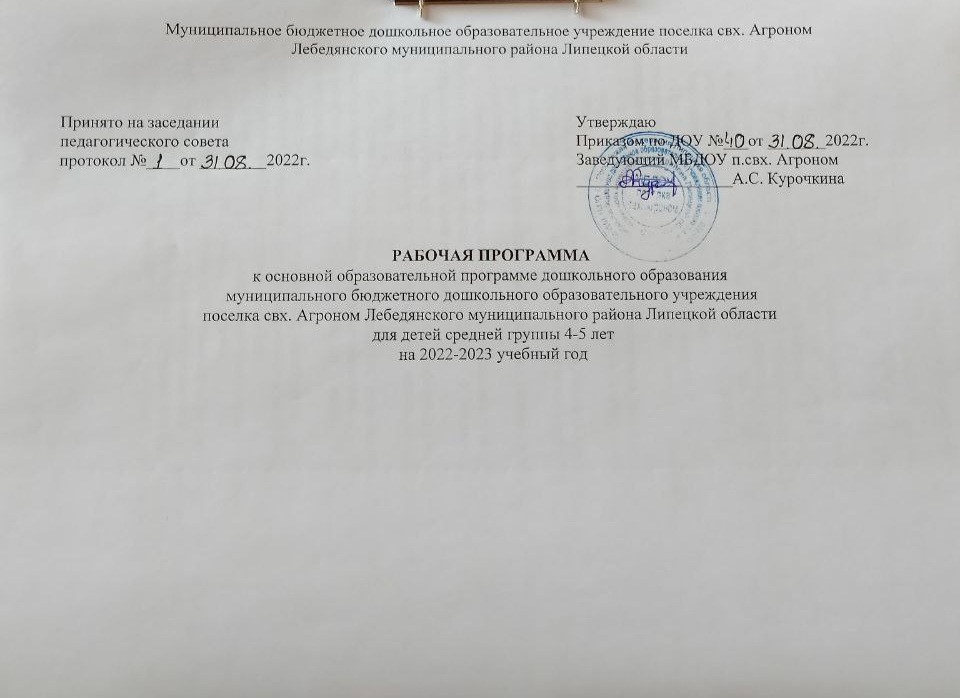 Муниципальное бюджетное дошкольное образовательное учреждение поселка свх. Агроном
Лебедянского муниципального района Липецкой области
Принято на заседании
педагогического совета
протокол № 1 от 31.08. 2022г.
Утверждаю
Приказом по ДОУ № 40 от 31.08. 2022г.
Заведующий МБДОУ п.свх. Агроном
А.С. Курочкина
РАБОЧАЯ ПРОГРАММА
к основной образовательной программе дошкольного образования
муниципального бюджетного дошкольного образовательного учреждения
поселка свх. Агроном Лебедянского муниципального района Липецкой области
для детей средней группы 4-5 лет
на 2022-2023 учебный год